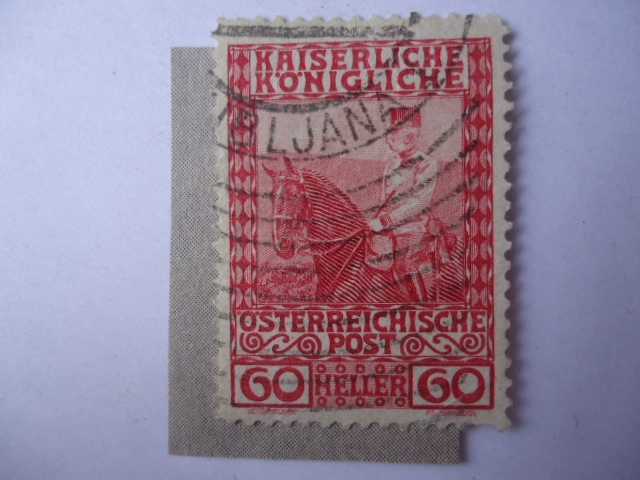 KAISERLICHE
KÖNIGLICHE
LJANA
ÖSTERREICHISCHE
POST
60 HELLER 60